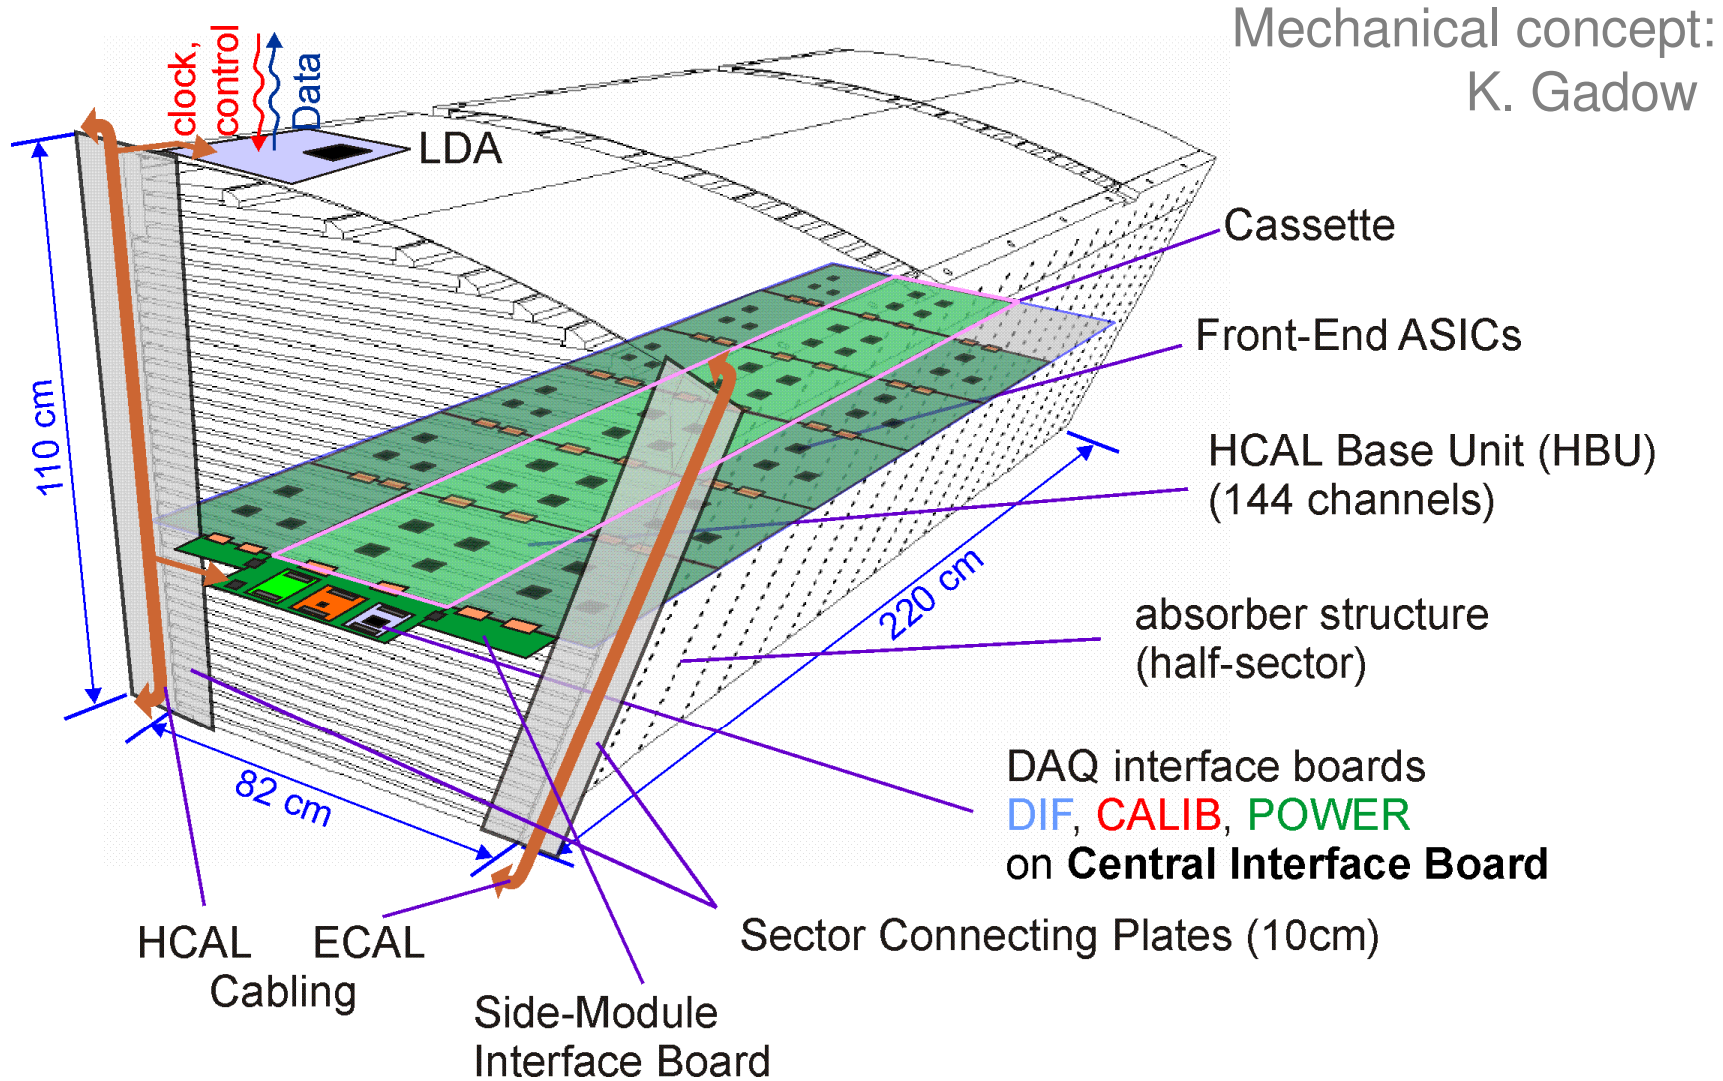 Mechanical concept:
K. Gadow
clock,
control
Data
LDA
Cassette
Front-End ASICs
110 cm
HCAL Base Unit (HBU)
(144 channels)
220 cm
absorber structure
(half-sector)
82 cm
DAQ interface boards
DIF, CALIB, POWER
on Central Interface Board
HCAL ECAL
Cabling
Sector Connecting Plates (10cm)
Side-Module
Interface Board